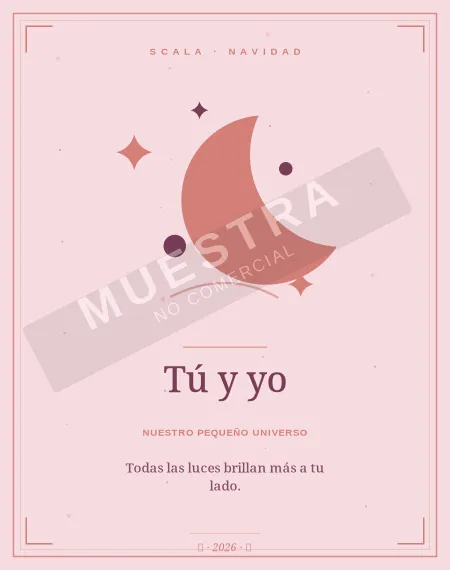 SCALA · NAVIDAD
MUESTRA
NO COMERCIAL
Tú y yo
NUESTRO PEQUEÑO UNIVERSO
Todas las luces brillan más a tu
lado.
· 2026 ·